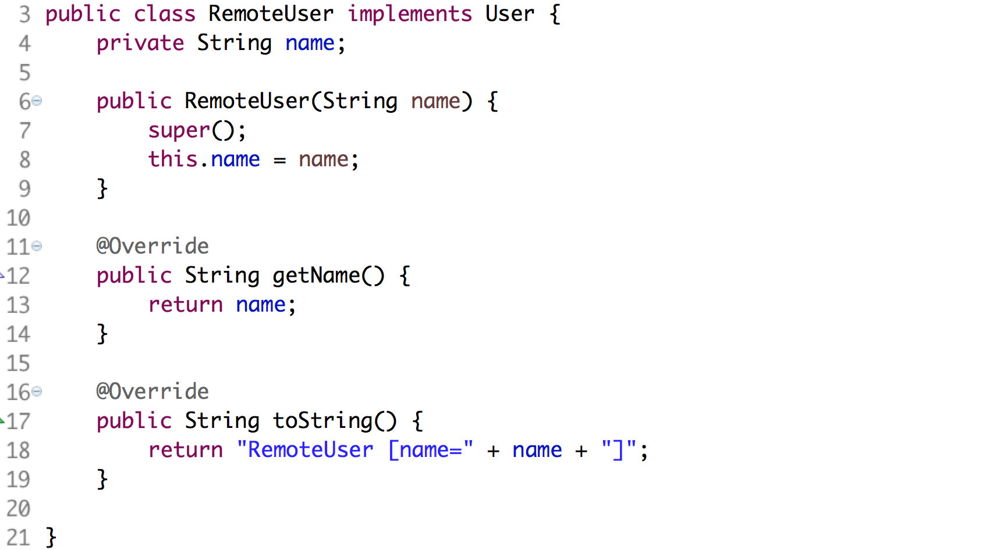 3 public class RemoteUser implements User {
4     private String name;
5
6     public RemoteUser(String name) {
7         super();
8         this.name = name;
9     }
10
11     @Override
12     public String getName() {
13         return name;
14     }
15
16     @Override
17     public String toString() {
18         return "RemoteUser [name=" + name + "]";
19     }
20
21 }